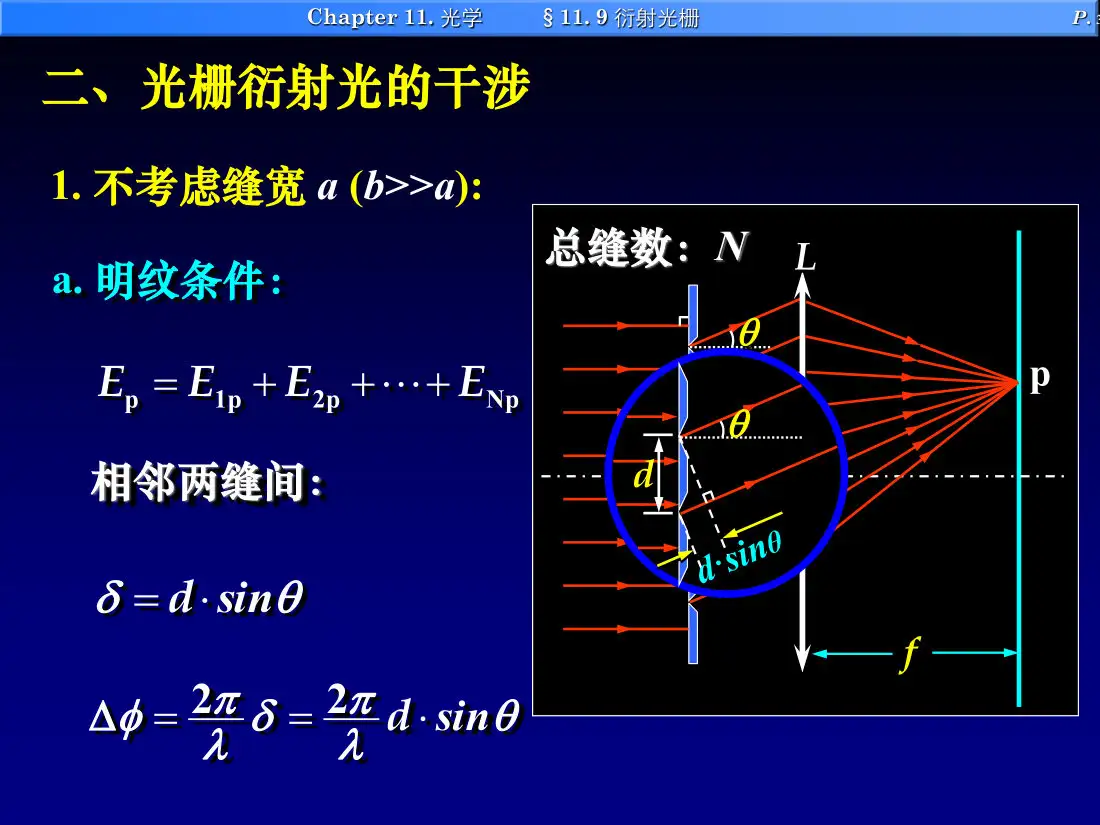 Chapter 11. 光学 §11. 9 衍射光栅 P.
二、光栅衍射光的干涉
1. 不考虑缝宽 a (b>>a):
a. 明纹条件:
E_p = E_1p + E_2p + ⋯ + E_Np
相邻两缝间:
δ = d · sinθ
Δϕ = 2π/λ δ = 2π/λ d · sinθ
总缝数: N
L
θ
p
θ
d
d·sinθ
f